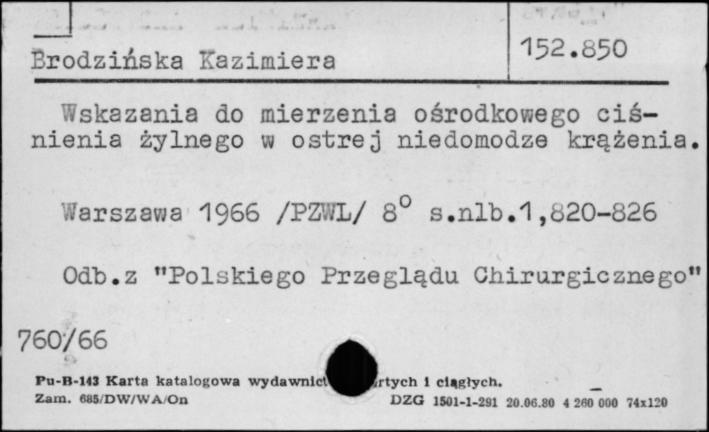 Brodzińska Kazimiera
152.850
Wskazania do mierzenia ośrodkowego ciś-
nienia żylnego w ostrej niedomodze krążenia.
Warszawa 1966 /PZWL/ 8° s.nlb.1,820-826
Odb.z "Polskiego Przeglądu Chirurgicznego"
760/66
Pu-B-143 Karta katalogowa wydawnict rtych i ciągłych.
Zam. 685/DW/WA/On DZG 1501-1-291 20.06.80 4 260 000 74x120